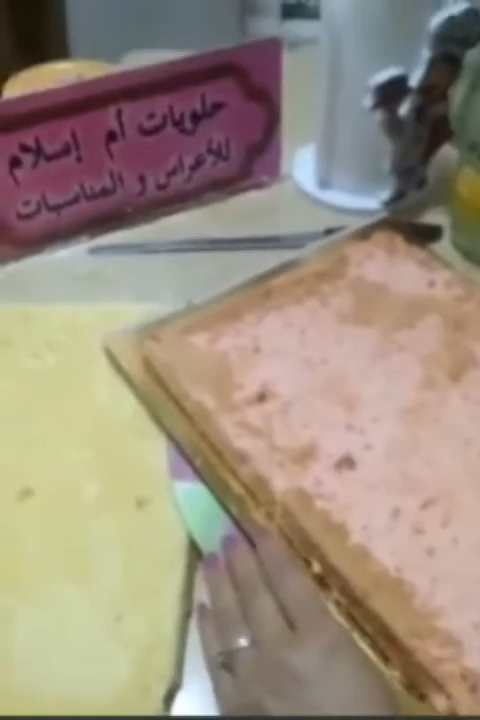 حلويات أم إسلام
للأعراس و المناسبات